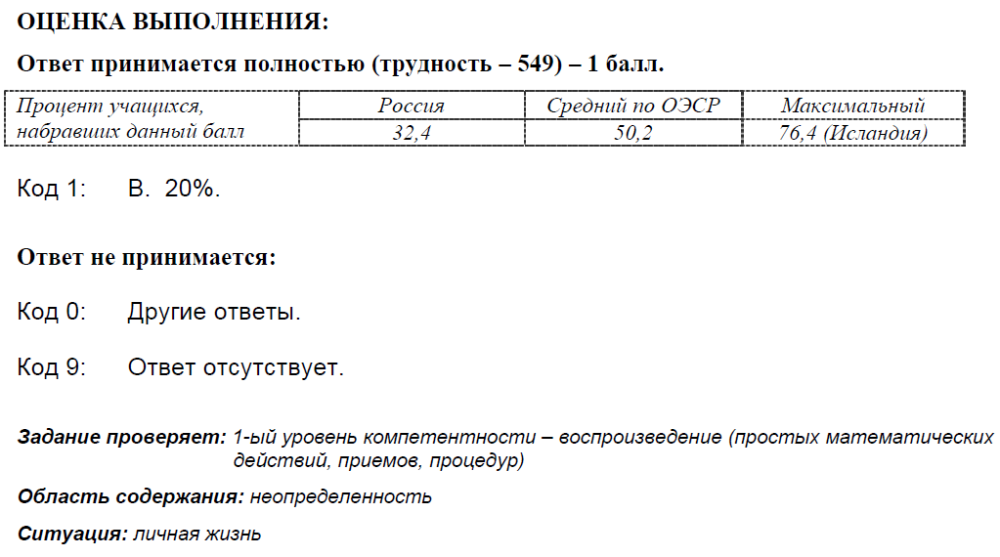 ОЦЕНКА ВЫПОЛНЕНИЯ:
Ответ принимается полностью (трудность – 549) – 1 балл.
Процент учащихся, Россия Средний по ОЭСР Максимальный
набравших данный балл 32,4 50,2 76,4 (Исландия)
Код 1: В. 20%.
Ответ не принимается:
Код 0: Другие ответы.
Код 9: Ответ отсутствует.
Задание проверяет: 1-ый уровень компетентности – воспроизведение (простых математических
действий, приемов, процедур)
Область содержания: неопределенность
Ситуация: личная жизнь